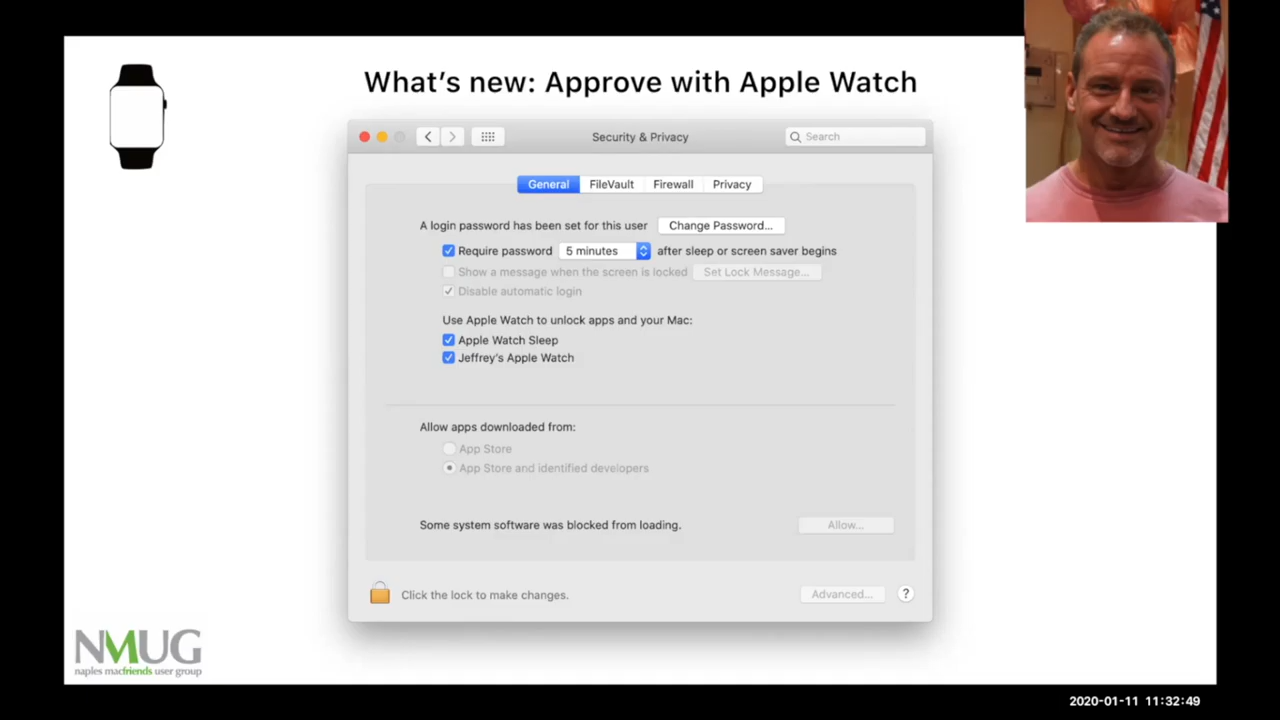 What's new: Approve with Apple Watch
Security & Privacy
Search
General FileVault Firewall Privacy
A login password has been set for this user Change Password...
Require password 5 minutes after sleep or screen saver begins
Show a message when the screen is locked Set Lock Message...
Disable automatic login
Use Apple Watch to unlock apps and your Mac:
Apple Watch Sleep
Jeffrey's Apple Watch
Allow apps downloaded from:
App Store
App Store and identified developers
Some system software was blocked from loading. Allow...
Click the lock to make changes. Advanced... ?
NMUG
naples macfriends user group
2020-01-11 11:32:49